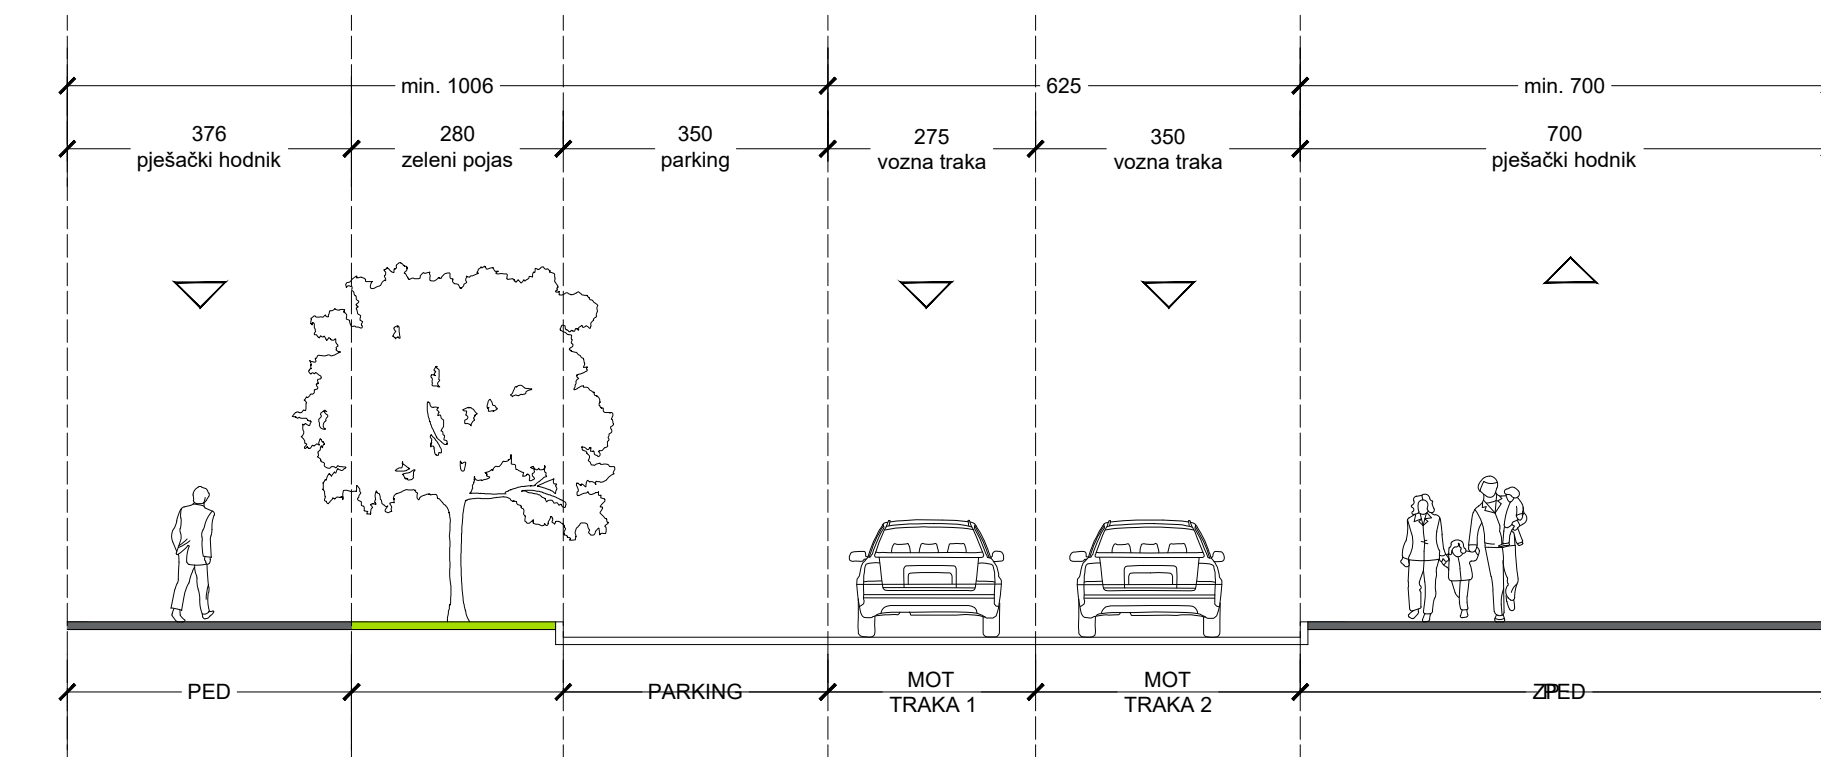 min. 1006
625
min. 700
376
pješački hodnik
280
zeleni pojas
350
parking
275
vozna traka
350
vozna traka
700
pješački hodnik
PED
PARKING
MOT
TRAKA 1
MOT
TRAKA 2